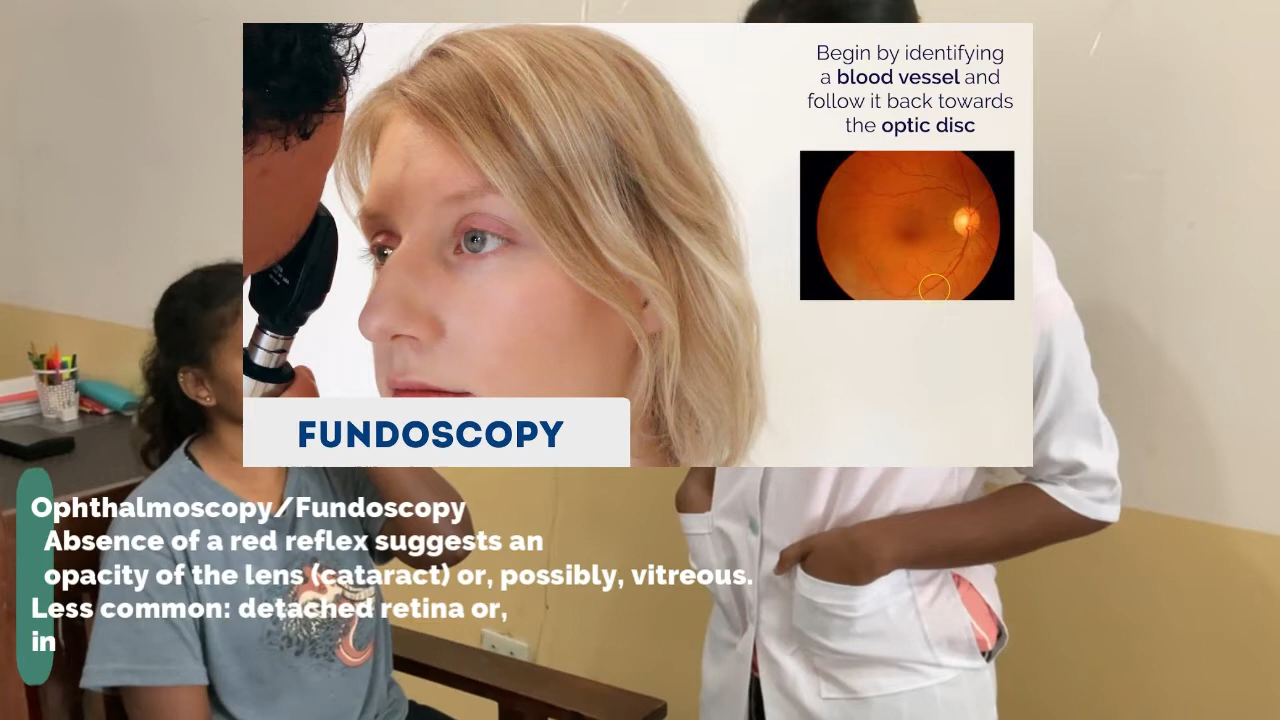 Begin by identifying
a blood vessel and
follow it back towards
the optic disc
FUNDOSCOPY
Ophthalmoscopy/Fundoscopy
Absence of a red reflex suggests an
opacity of the lens (cataract) or, possibly, vitreous.
Less common: detached retina or,
in